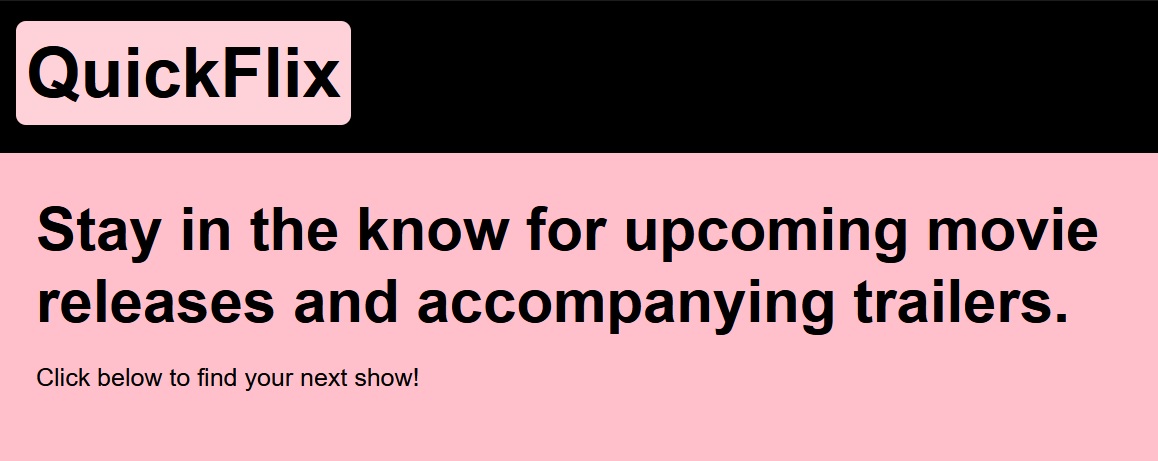 QuickFlix
Stay in the know for upcoming movie
releases and accompanying trailers.
Click below to find your next show!